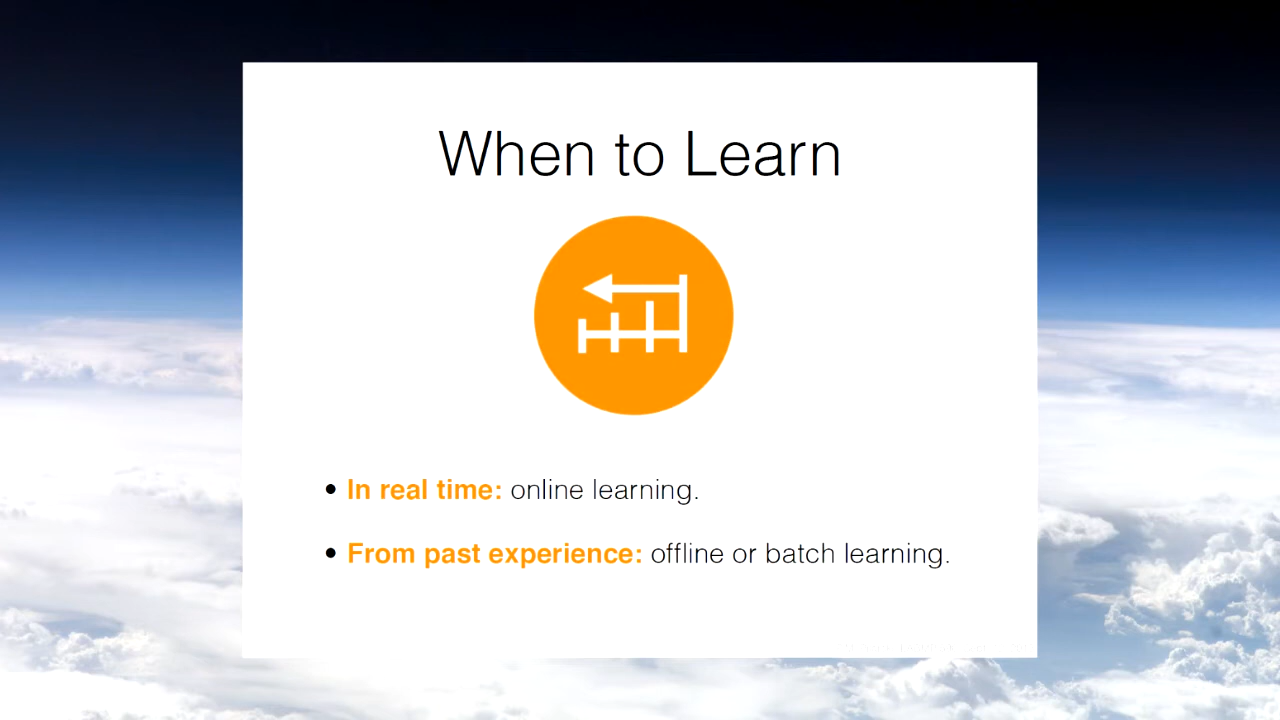 When to Learn
• In real time: online learning.
• From past experience: offline or batch learning.